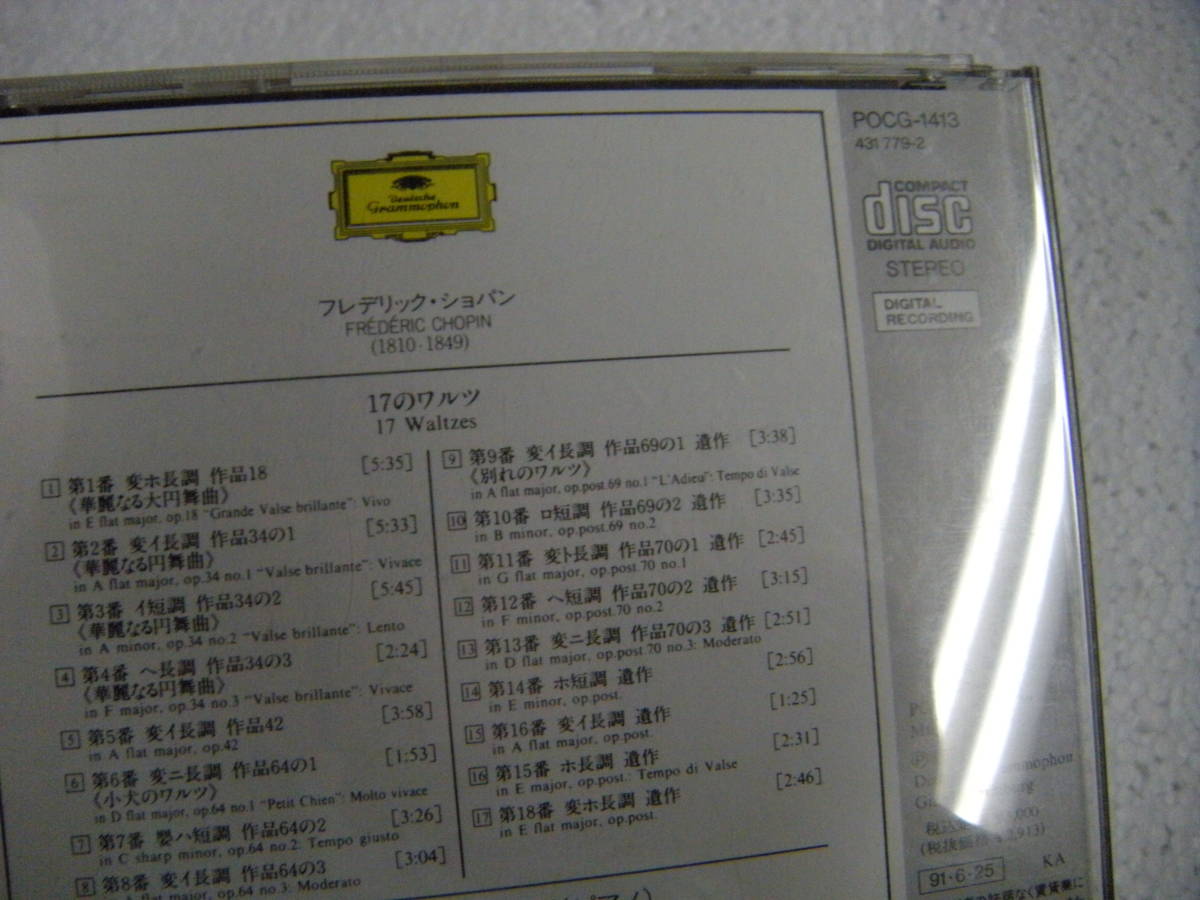 Deutsche
Grammophon
フレデリック・ショパン
FRÉDÉRIC CHOPIN
(1810・1849)
17のワルツ
17 Waltzes
1 第1番 変ホ長調 作品18 [5:35]
《華麗なる大円舞曲》
in E flat major, op.18 "Grande Valse brillante": Vivo
2 第2番 変イ長調 作品34の1 [5:33]
《華麗なる円舞曲》
in A flat major, op.34 no.1 "Valse brillante": Vivace
3 第3番 イ短調 作品34の2 [5:45]
《華麗なる円舞曲》
in A minor, op.34 no.2 "Valse brillante": Lento
4 第4番 ヘ長調 作品34の3 [2:24]
《華麗なる円舞曲》
in F major, op.34 no.3 "Valse brillante": Vivace
5 第5番 変イ長調 作品42 [3:58]
in A flat major, op.42
6 第6番 変ニ長調 作品64の1 [1:53]
《小犬のワルツ》
in D flat major, op.64 no.1 "Petit Chien": Molto vivace
7 第7番 嬰ハ短調 作品64の2 [3:26]
in C sharp minor, op.64 no.2: Tempo giusto
8 第8番 変イ長調 作品64の3 [3:04]
flat major, op.64 no.3: Moderato
9 第9番 変イ長調 作品69の1 遺作 [3:38]
《別れのワルツ》
in A flat major, op.post.69 no.1 "L'Adieu": Tempo di Valse
10 第10番 ロ短調 作品69の2 遺作 [3:35]
in B minor, op.post.69 no.2
11 第11番 変ト長調 作品70の1 遺作 [2:45]
in G flat major, op.post.70 no.1
12 第12番 ヘ短調 作品70の2 遺作 [3:15]
in F minor, op.post.70 no.2
13 第13番 変ニ長調 作品70の3 遺作 [2:51]
in D flat major, op.post.70 no.3: Moderato
14 第14番 ホ短調 遺作 [2:56]
in E minor, op.post.
15 第16番 変イ長調 遺作 [1:25]
in A flat major, op.post.
16 第15番 ホ長調 遺作 [2:31]
in E major, op.post.: Tempo di Valse
17 第18番 変ホ長調 遺作 [2:46]
in E flat major, op.post.
POCG-1413
431 779-2
COMPACT
disc
DIGITAL AUDIO
STEREO
DIGITAL
RECORDING
(税抜価格 2,913)
91・6・25 KA